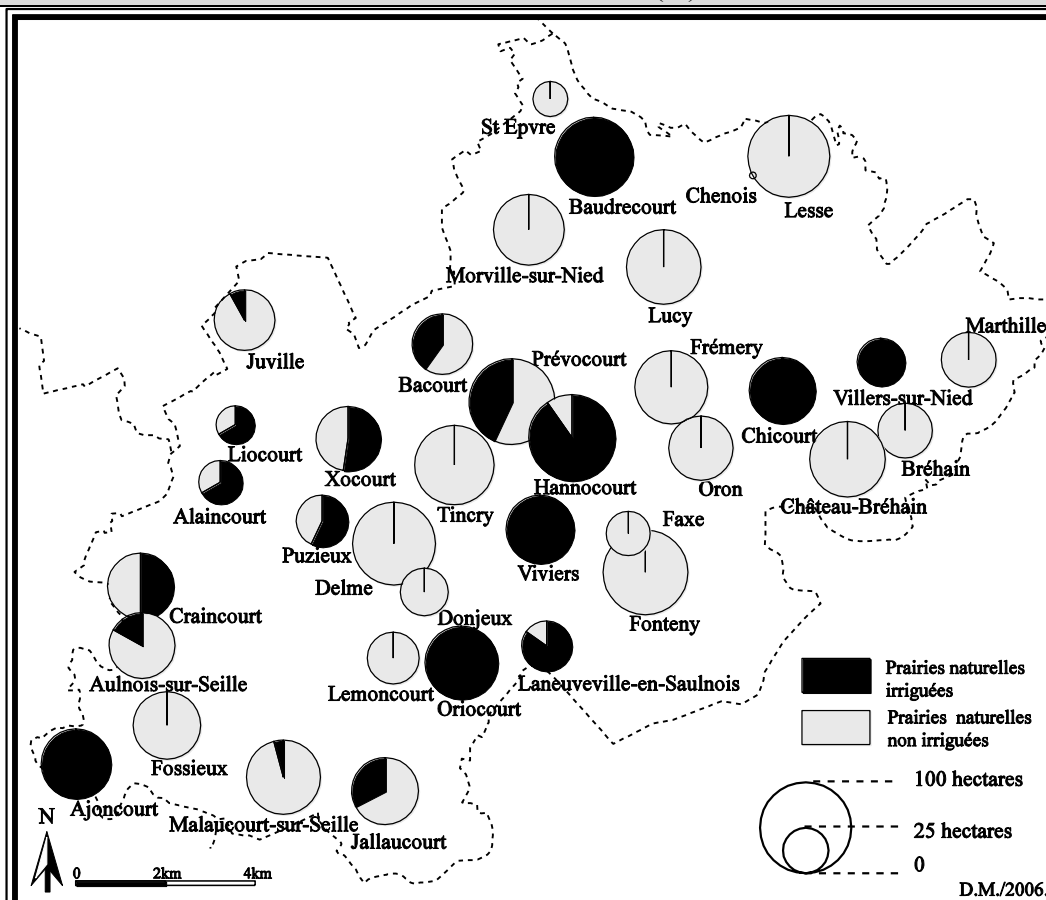 St Epvre
Baudrecourt
Chenois
Lesse
Morville-sur-Nied
Lucy
Juville
Marthille
Prévocourt
Frémery
Bacourt
Villers-sur-Nied
Chicourt
Liocourt
Xocourt
Bréhain
Hannocourt
Oron
Château-Bréhain
Alaincourt
Tincry
Faxe
Puzieux
Viviers
Delme
Craincourt
Donjeux
Fonteny
Aulnois-sur-Seille
Lemoncourt
Laneuveville-en-Saulnois
Oriocourt
Fossieux
Ajoncourt
Malaucourt-sur-Seille
Jallaucourt
Prairies naturelles
irriguées
Prairies naturelles
non irriguées
100 hectares
25 hectares
0
N
0 2km 4km
D.M./2006.